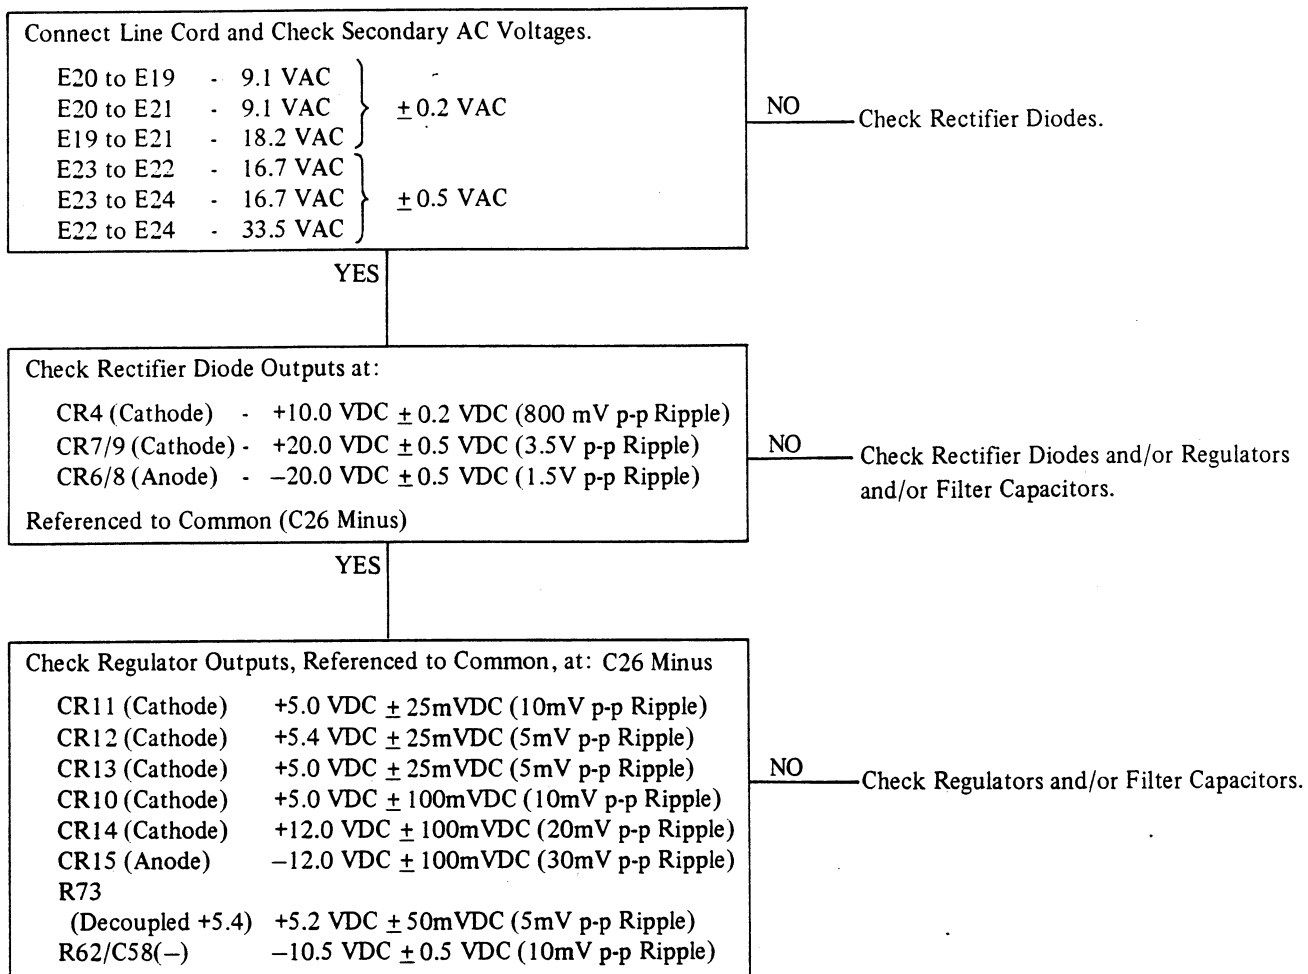 Connect Line Cord and Check Secondary AC Voltages.
E20 to E19 - 9.1 VAC
E20 to E21 - 9.1 VAC ± 0.2 VAC
E19 to E21 - 18.2 VAC
E23 to E22 - 16.7 VAC
E23 to E24 - 16.7 VAC ± 0.5 VAC
E22 to E24 - 33.5 VAC
NO
Check Rectifier Diodes.
YES
Check Rectifier Diode Outputs at:
CR4 (Cathode) - +10.0 VDC ± 0.2 VDC (800 mV p-p Ripple)
CR7/9 (Cathode) - +20.0 VDC ± 0.5 VDC (3.5V p-p Ripple)
CR6/8 (Anode) - −20.0 VDC ± 0.5 VDC (1.5V p-p Ripple)
Referenced to Common (C26 Minus)
NO
Check Rectifier Diodes and/or Regulators
and/or Filter Capacitors.
YES
Check Regulator Outputs, Referenced to Common, at: C26 Minus
CR11 (Cathode) +5.0 VDC ± 25mVDC (10mV p-p Ripple)
CR12 (Cathode) +5.4 VDC ± 25mVDC (5mV p-p Ripple)
CR13 (Cathode) +5.0 VDC ± 25mVDC (5mV p-p Ripple)
CR10 (Cathode) +5.0 VDC ± 100mVDC (10mV p-p Ripple)
CR14 (Cathode) +12.0 VDC ± 100mVDC (20mV p-p Ripple)
CR15 (Anode) −12.0 VDC ± 100mVDC (30mV p-p Ripple)
R73
(Decoupled +5.4) +5.2 VDC ± 50mVDC (5mV p-p Ripple)
R62/C58(−) −10.5 VDC ± 0.5 VDC (10mV p-p Ripple)
NO
Check Regulators and/or Filter Capacitors.